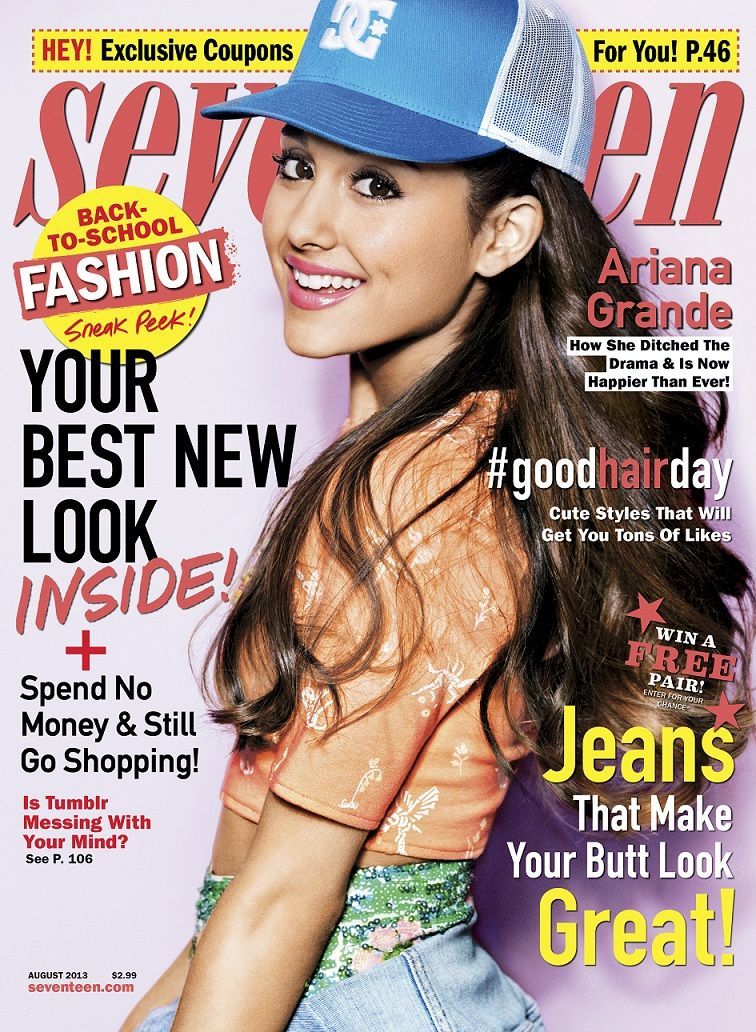 HEY! Exclusive Coupons For You! P.46
seventeen
DC
BACK-
TO-SCHOOL
FASHION
Sneak Peek!
YOUR
BEST NEW
LOOK
INSIDE!
+
Spend No
Money & Still
Go Shopping!
Is Tumblr
Messing With
Your Mind?
See P. 106
AUGUST 2013 $2.99
seventeen.com
Ariana
Grande
How She Ditched The
Drama & Is Now
Happier Than Ever!
#goodhairday
Cute Styles That Will
Get You Tons Of Likes
WIN A
FREE
PAIR!
ENTER FOR YOUR
CHANCE
Jeans
That Make
Your Butt Look
Great!